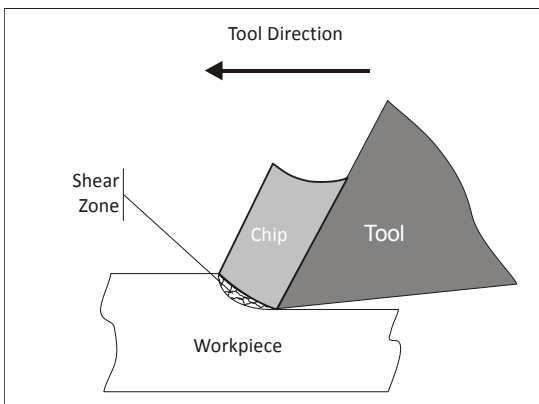 Tool Direction
Shear
Zone
Chip
Tool
Workpiece